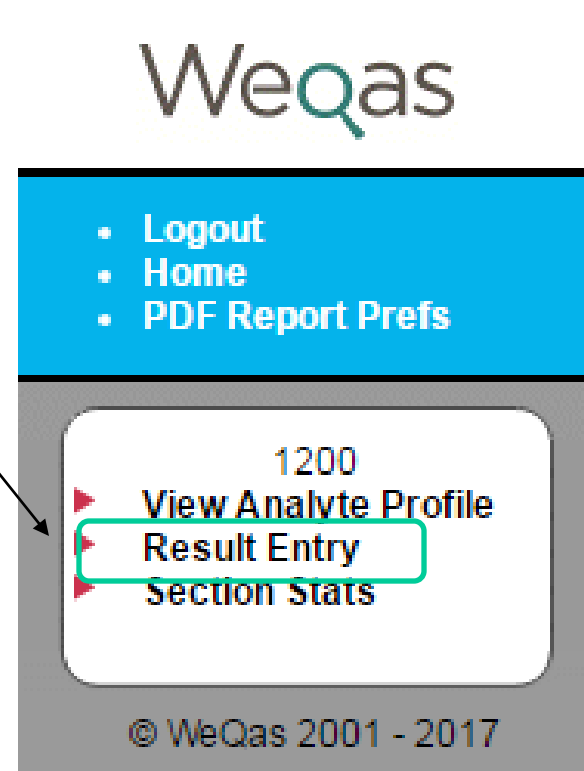 Weqas
Logout
Home
PDF Report Prefs
1200
View Analyte Profile
Result Entry
Section Stats
© WeQas 2001 - 2017